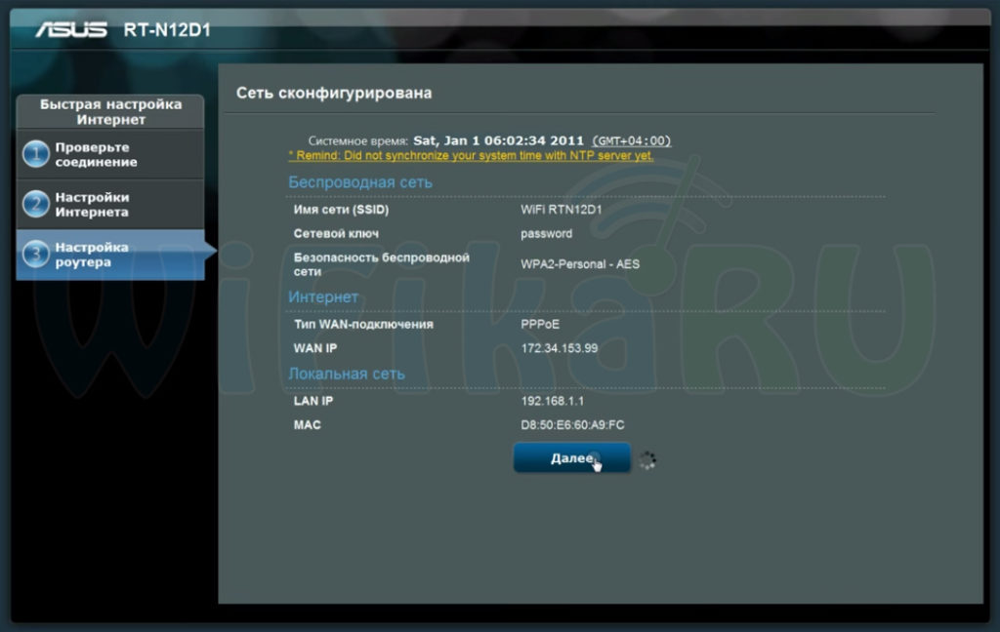 ASUS RT-N12D1
Быстрая настройка
Интернет
1 Проверьте
соединение
2 Настройки
Интернета
3 Настройка
роутера
Сеть сконфигурирована
Системное время: Sat, Jan 1 06:02:34 2011 (GMT+04:00)
* Remind: Did not synchronize your system time with NTP server yet.
Беспроводная сеть
Имя сети (SSID) WiFi RTN12D1
Сетевой ключ password
Безопасность беспроводной
сети WPA2-Personal - AES
Интернет
Тип WAN-подключения PPPoE
WAN IP 172.34.153.99
Локальная сеть
LAN IP 192.168.1.1
MAC D8:50:E6:60:A9:FC
Далее
WifikaRU